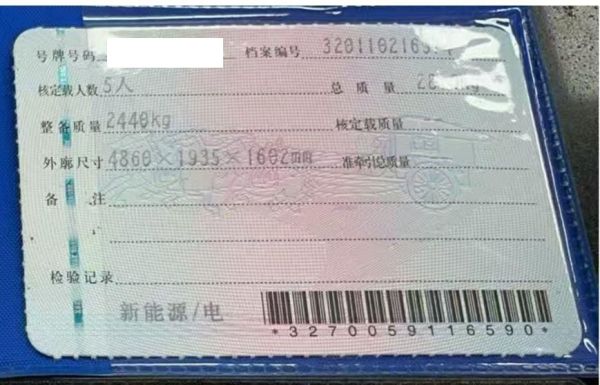 号牌号码 档案编号
核定载人数 5人 总质量
整备质量 2440kg 核定载质量
外廓尺寸 4860×1935×1602mm 准牵引总质量
备注
检验记录
新能源/电
*3270059116590*